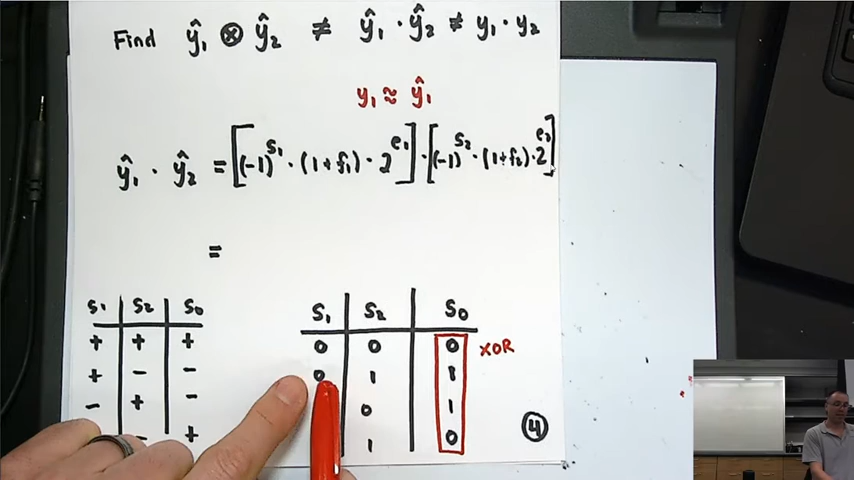 Find ŷ₁ ⊗ ŷ₂ ≠ ŷ₁ · ŷ₂ ≠ y₁ · y₂
y₁ ≈ ŷ₁
ŷ₁ · ŷ₂ = [(-1)^s₁ · (1+f₁) · 2^e₁] · [(-1)^s₂ · (1+f₂) · 2^e₂]
=
S₁ S₂ S₀
+ + +
+ - -
- + -
- +
S₁ S₂ S₀
0 0 0 XOR
0 1 1
0 1
1 0
4